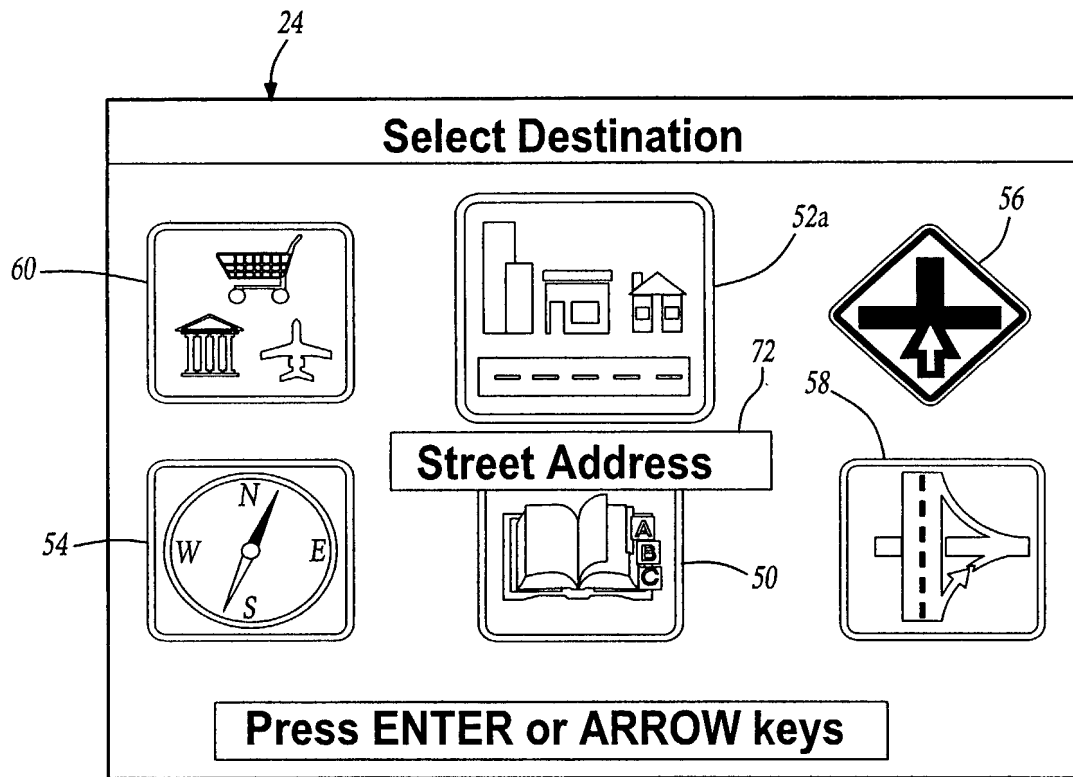 24
Select Destination
60
52a
56
72
58
Street Address
54
N
W E
S
A
B
C
50
Press ENTER or ARROW keys